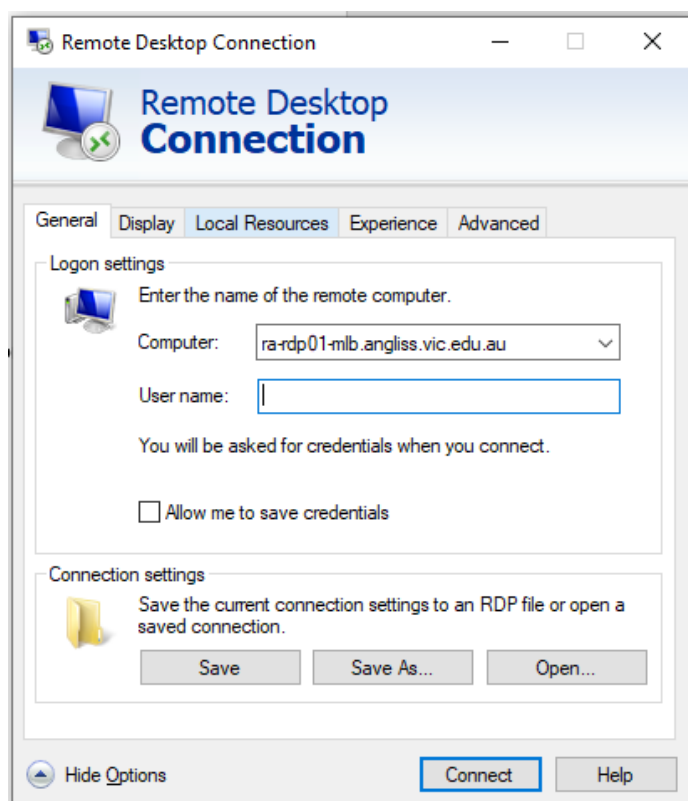 Remote Desktop Connection
Remote Desktop
Connection
General Display Local Resources Experience Advanced
Logon settings
Enter the name of the remote computer.
Computer: ra-rdp01-mlb.angliss.vic.edu.au
User name:
You will be asked for credentials when you connect.
Allow me to save credentials
Connection settings
Save the current connection settings to an RDP file or open a
saved connection.
Save Save As... Open...
Hide Options Connect Help